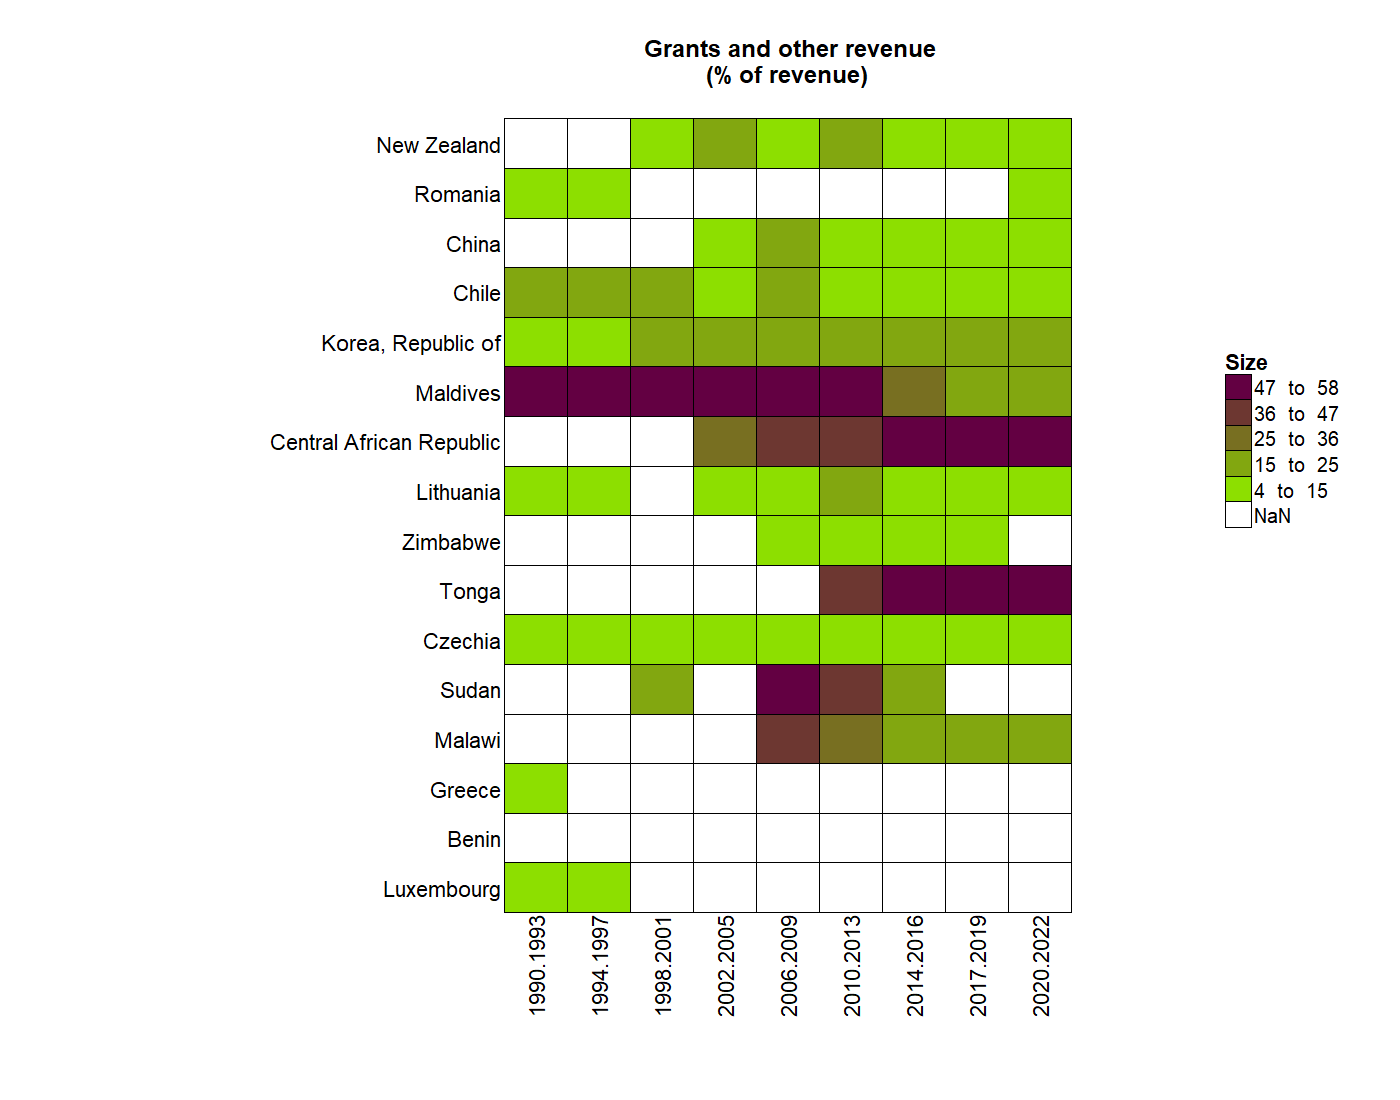 Grants and other revenue
(% of revenue)
New Zealand
Romania
China
Chile
Korea, Republic of
Maldives
Central African Republic
Lithuania
Zimbabwe
Tonga
Czechia
Sudan
Malawi
Greece
Benin
Luxembourg
1990.1993
1994.1997
1998.2001
2002.2005
2006.2009
2010.2013
2014.2016
2017.2019
2020.2022
Size
47 to 58
36 to 47
25 to 36
15 to 25
4 to 15
NaN